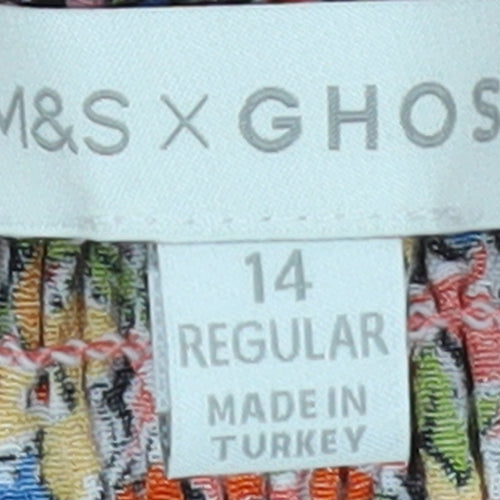 M&S X GHOS
14
REGULAR
MADE IN
TURKEY